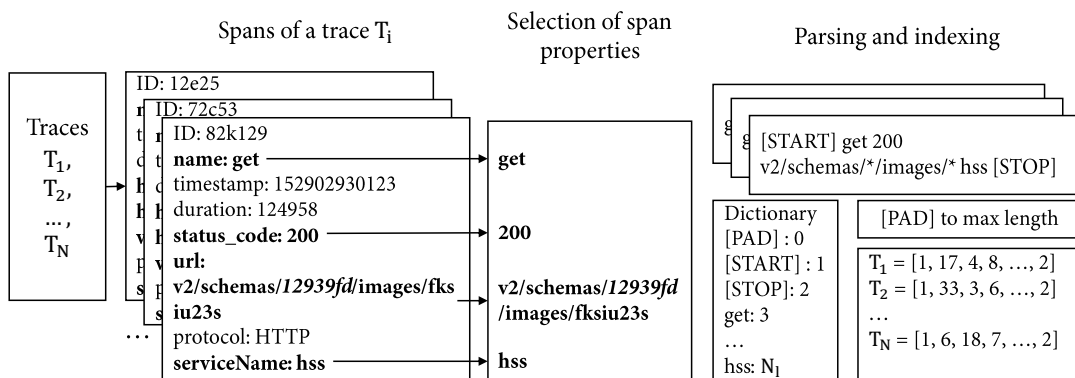 Spans of a trace Tᵢ
Selection of span
properties
Parsing and indexing
Traces
T₁,
T₂,
…,
T_N
ID: 12e25
ID: 72c53
ID: 82k129
name: get
timestamp: 152902930123
duration: 124958
status_code: 200
url:
v2/schemas/12939fd/images/fks
iu23s
protocol: HTTP
serviceName: hss
…
get
200
v2/schemas/12939fd
/images/fksiu23s
hss
[START] get 200
v2/schemas/*/images/* hss [STOP]
Dictionary
[PAD] : 0
[START] : 1
[STOP]: 2
get: 3
…
hss: N₁
[PAD] to max length
T₁ = [1, 17, 4, 8, …, 2]
T₂ = [1, 33, 3, 6, …, 2]
…
T_N = [1, 6, 18, 7, …, 2]